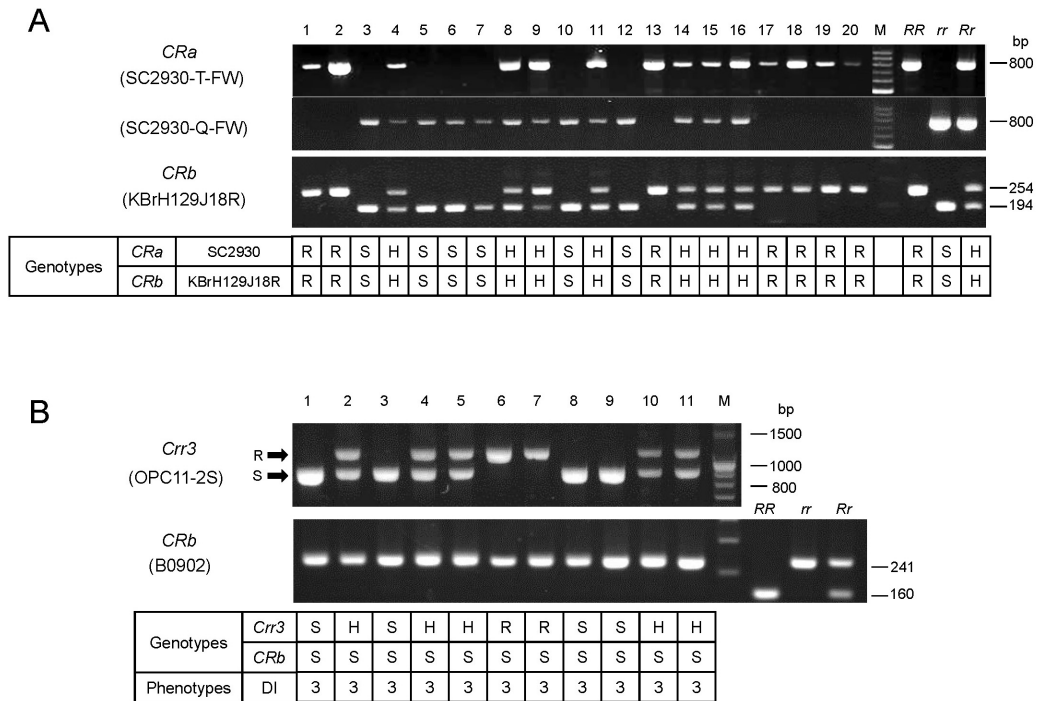 A
1 2 3 4 5 6 7 8 9 10 11 12 13 14 15 16 17 18 19 20 M RR rr Rr
bp
CRa
(SC2930-T-FW)
800
(SC2930-Q-FW)
800
CRb
(KBrH129J18R)
254
194
Genotypes
CRa SC2930 R R S H S S S H H S H S R H H H R R R R R S H
CRb KBrH129J18R R R S H S S S H H S H S R H H H R R R R R S H
B
1 2 3 4 5 6 7 8 9 10 11 M
bp
Crr3
(OPC11-2S)
R
S
1500
1000
800
RR rr Rr
CRb
(B0902)
241
160
Genotypes
Crr3 S H S H H R R S S H H
CRb S S S S S S S S S S S
Phenotypes DI 3 3 3 3 3 3 3 3 3 3 3